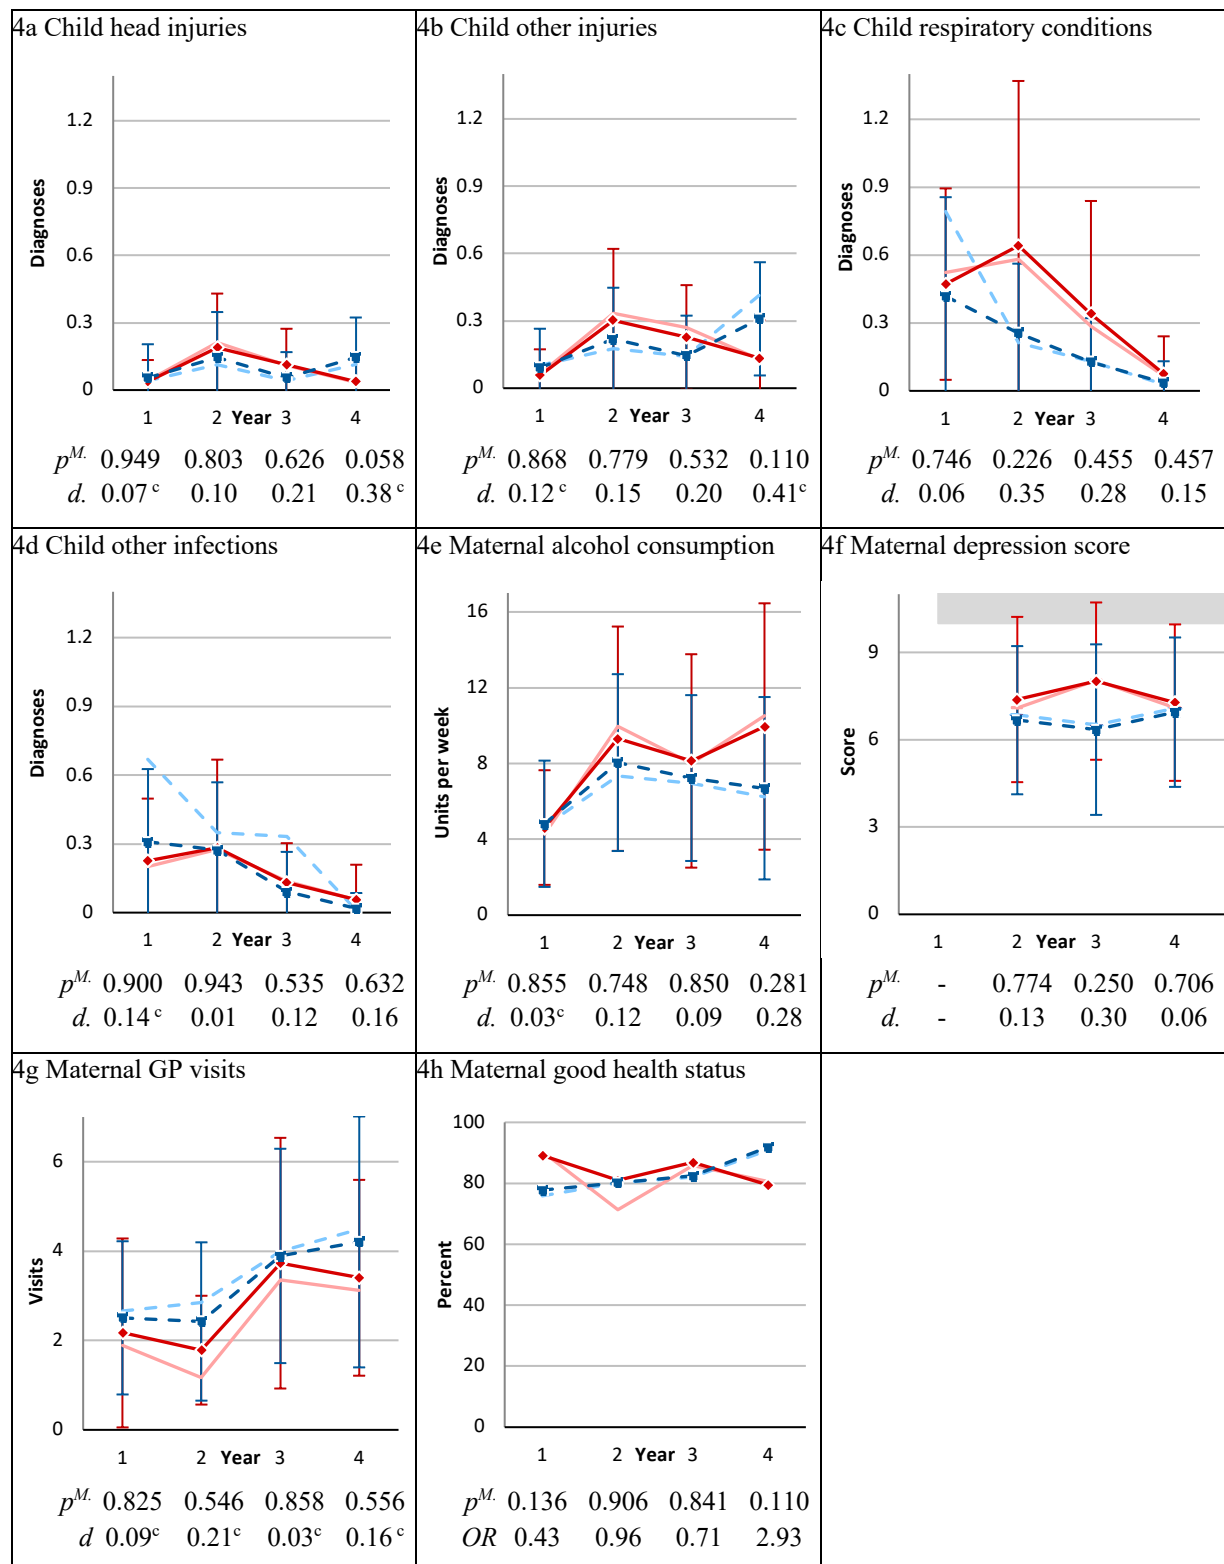 4a Child head injuries
1.2
0.9
0.6
0.3
0
Diagnoses
1 2 Year 3 4
pM. 0.949 0.803 0.626 0.058
d. 0.07 c 0.10 0.21 0.38 c
4b Child other injuries
1.2
0.9
0.6
0.3
0
Diagnoses
1 2 Year 3 4
pM. 0.868 0.779 0.532 0.110
d. 0.12 c 0.15 0.20 0.41c
4c Child respiratory conditions
1.2
0.9
0.6
0.3
0
Diagnoses
1 2 Year 3 4
pM. 0.746 0.226 0.455 0.457
d. 0.06 0.35 0.28 0.15
4d Child other infections
1.2
0.9
0.6
0.3
0
Diagnoses
1 2 Year 3 4
pM. 0.900 0.943 0.535 0.632
d. 0.14 c 0.01 0.12 0.16
4e Maternal alcohol consumption
16
12
8
4
0
Units per week
1 2 Year 3 4
pM. 0.855 0.748 0.850 0.281
d. 0.03c 0.12 0.09 0.28
4f Maternal depression score
9
6
3
0
Score
1 2 Year 3 4
pM. - 0.774 0.250 0.706
d. - 0.13 0.30 0.06
4g Maternal GP visits
6
4
2
0
Visits
1 2 Year 3 4
pM. 0.825 0.546 0.858 0.556
d 0.09c 0.21c 0.03c 0.16 c
4h Maternal good health status
100
80
60
40
20
0
Percent
1 2 Year 3 4
pM. 0.136 0.906 0.841 0.110
OR 0.43 0.96 0.71 2.93